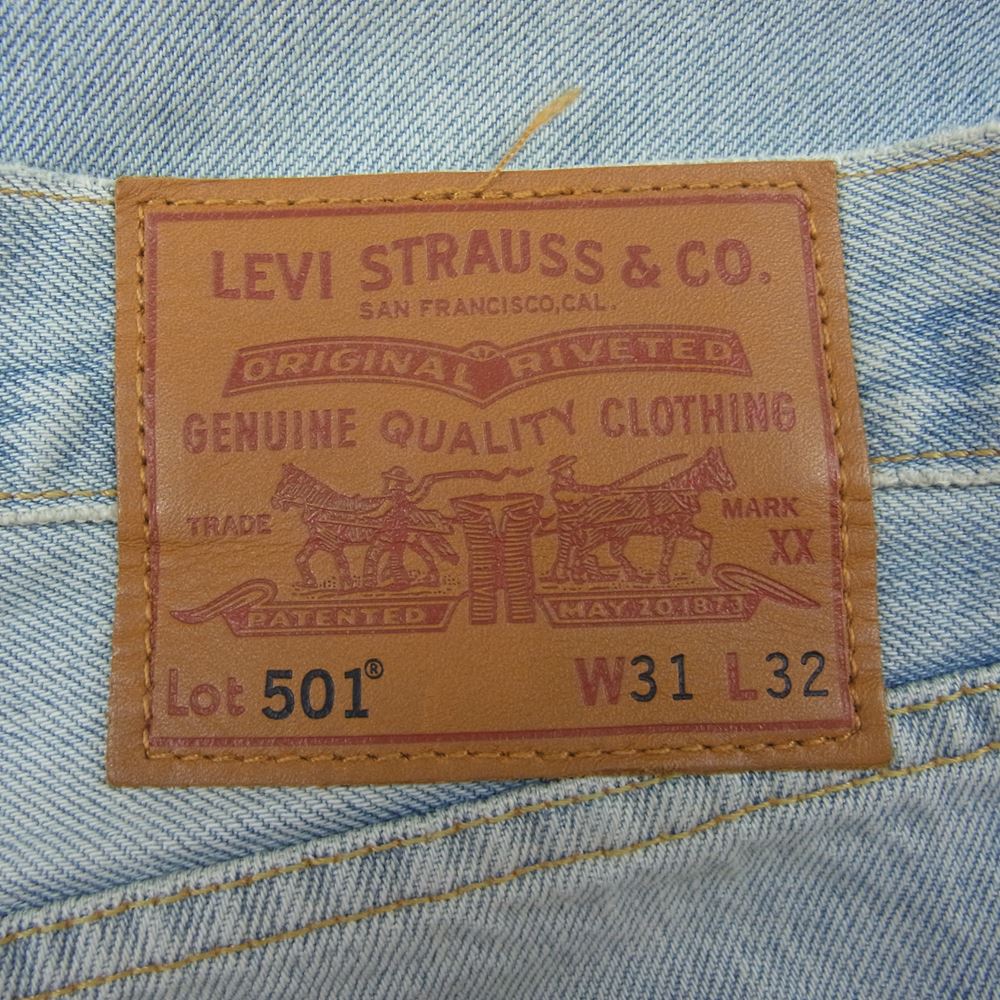 LEVI STRAUSS & CO.
SAN FRANCISCO, CAL.
ORIGINAL RIVETED
GENUINE QUALITY CLOTHING
TRADE MARK
XX
PATENTED MAY 20.1873
Lot 501® W31 L32